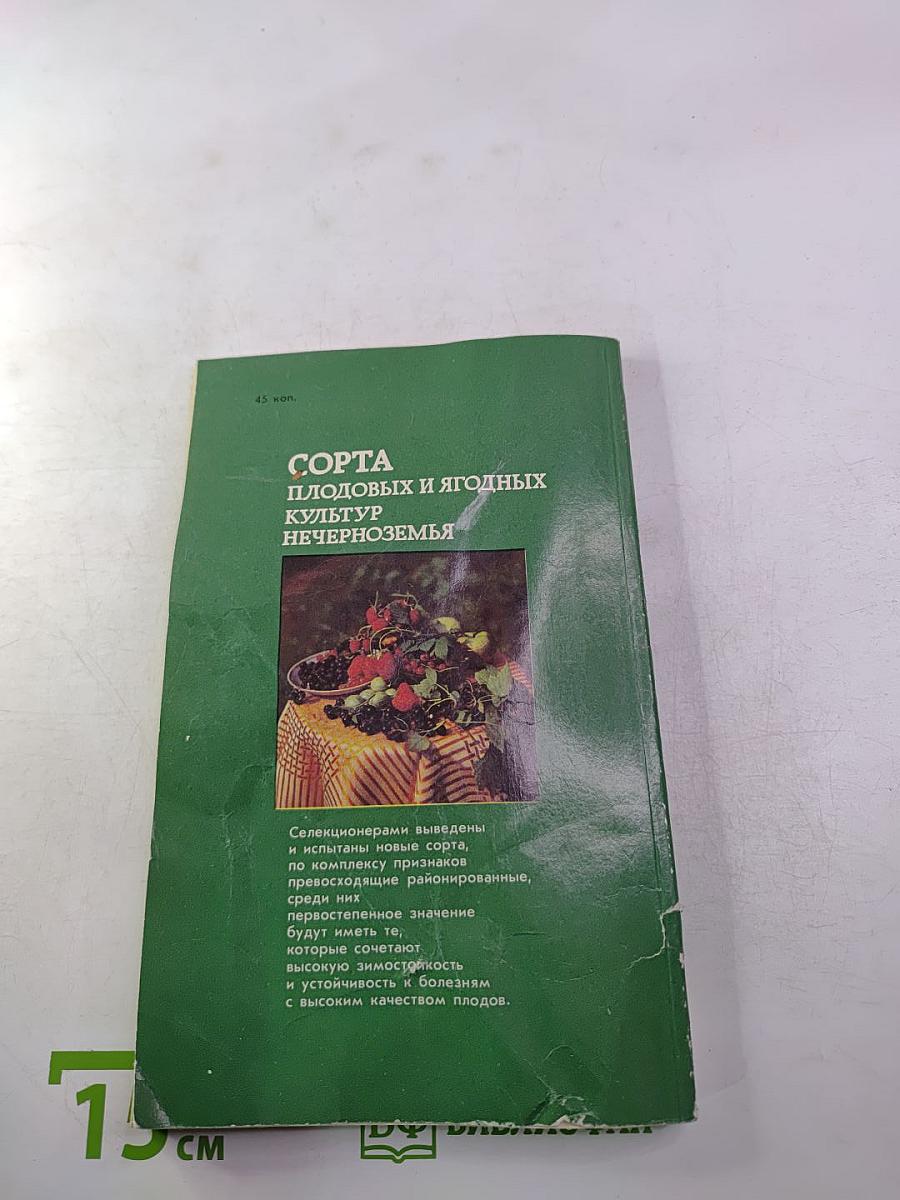 45 коп.
СОРТА
ПЛОДОВЫХ И ЯГОДНЫХ
КУЛЬТУР
НЕЧЕРНОЗЕМЬЯ
Селекционерами выведены
и испытаны новые сорта,
по комплексу признаков
превосходящие районированные,
среди них
первостепенное значение
будут иметь те,
которые сочетают
высокую зимостойкость
и устойчивость к болезням
с высоким качеством плодов.
15 см